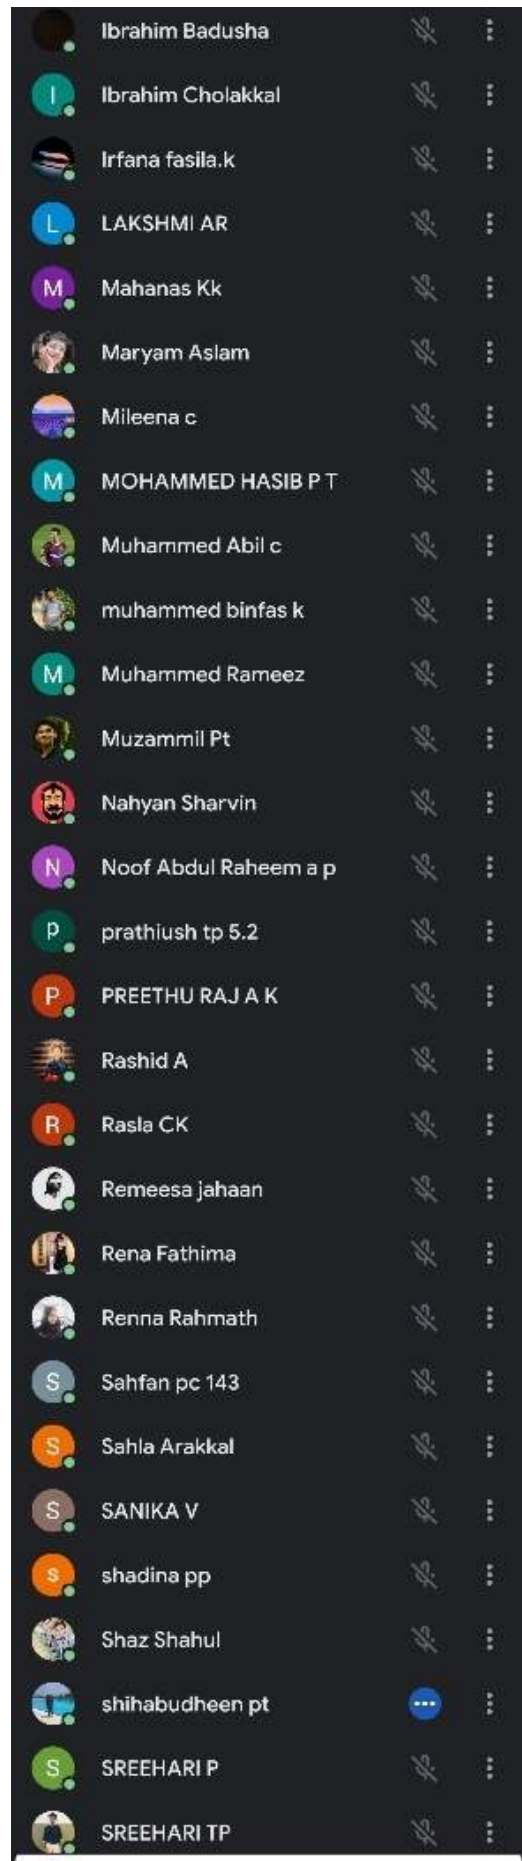 Ibrahim Badusha
I Ibrahim Cholakkal
Irfana fasila.k
L LAKSHMI AR
M Mahanas Kk
Maryam Aslam
Mileena c
M MOHAMMED HASIB P T
Muhammed Abil c
muhammed binfas k
M Muhammed Rameez
Muzammil Pt
Nahyan Sharvin
N Noof Abdul Raheem a p
p prathiush tp 5.2
P PREETHU RAJ A K
Rashid A
R Rasla CK
Remeesa jahaan
Rena Fathima
Renna Rahmath
S Sahfan pc 143
S Sahla Arakkal
S SANIKA V
s shadina pp
Shaz Shahul
shihabudheen pt
S SREEHARI P
SREEHARI TP